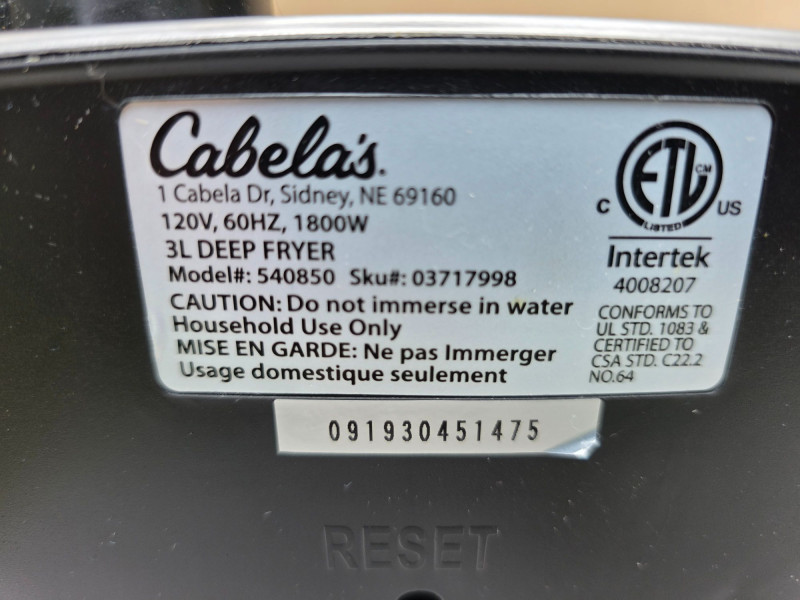 Cabela's.
1 Cabela Dr, Sidney, NE 69160
120V, 60HZ, 1800W
3L DEEP FRYER
Model#: 540850 Sku#: 03717998
CAUTION: Do not immerse in water
Household Use Only
MISE EN GARDE: Ne pas Immerger
Usage domestique seulement
ETL CM
C US
LISTED
Intertek
4008207
CONFORMS TO
UL STD. 1083 &
CERTIFIED TO
CSA STD. C22.2
NO.64
091930451475
RESET